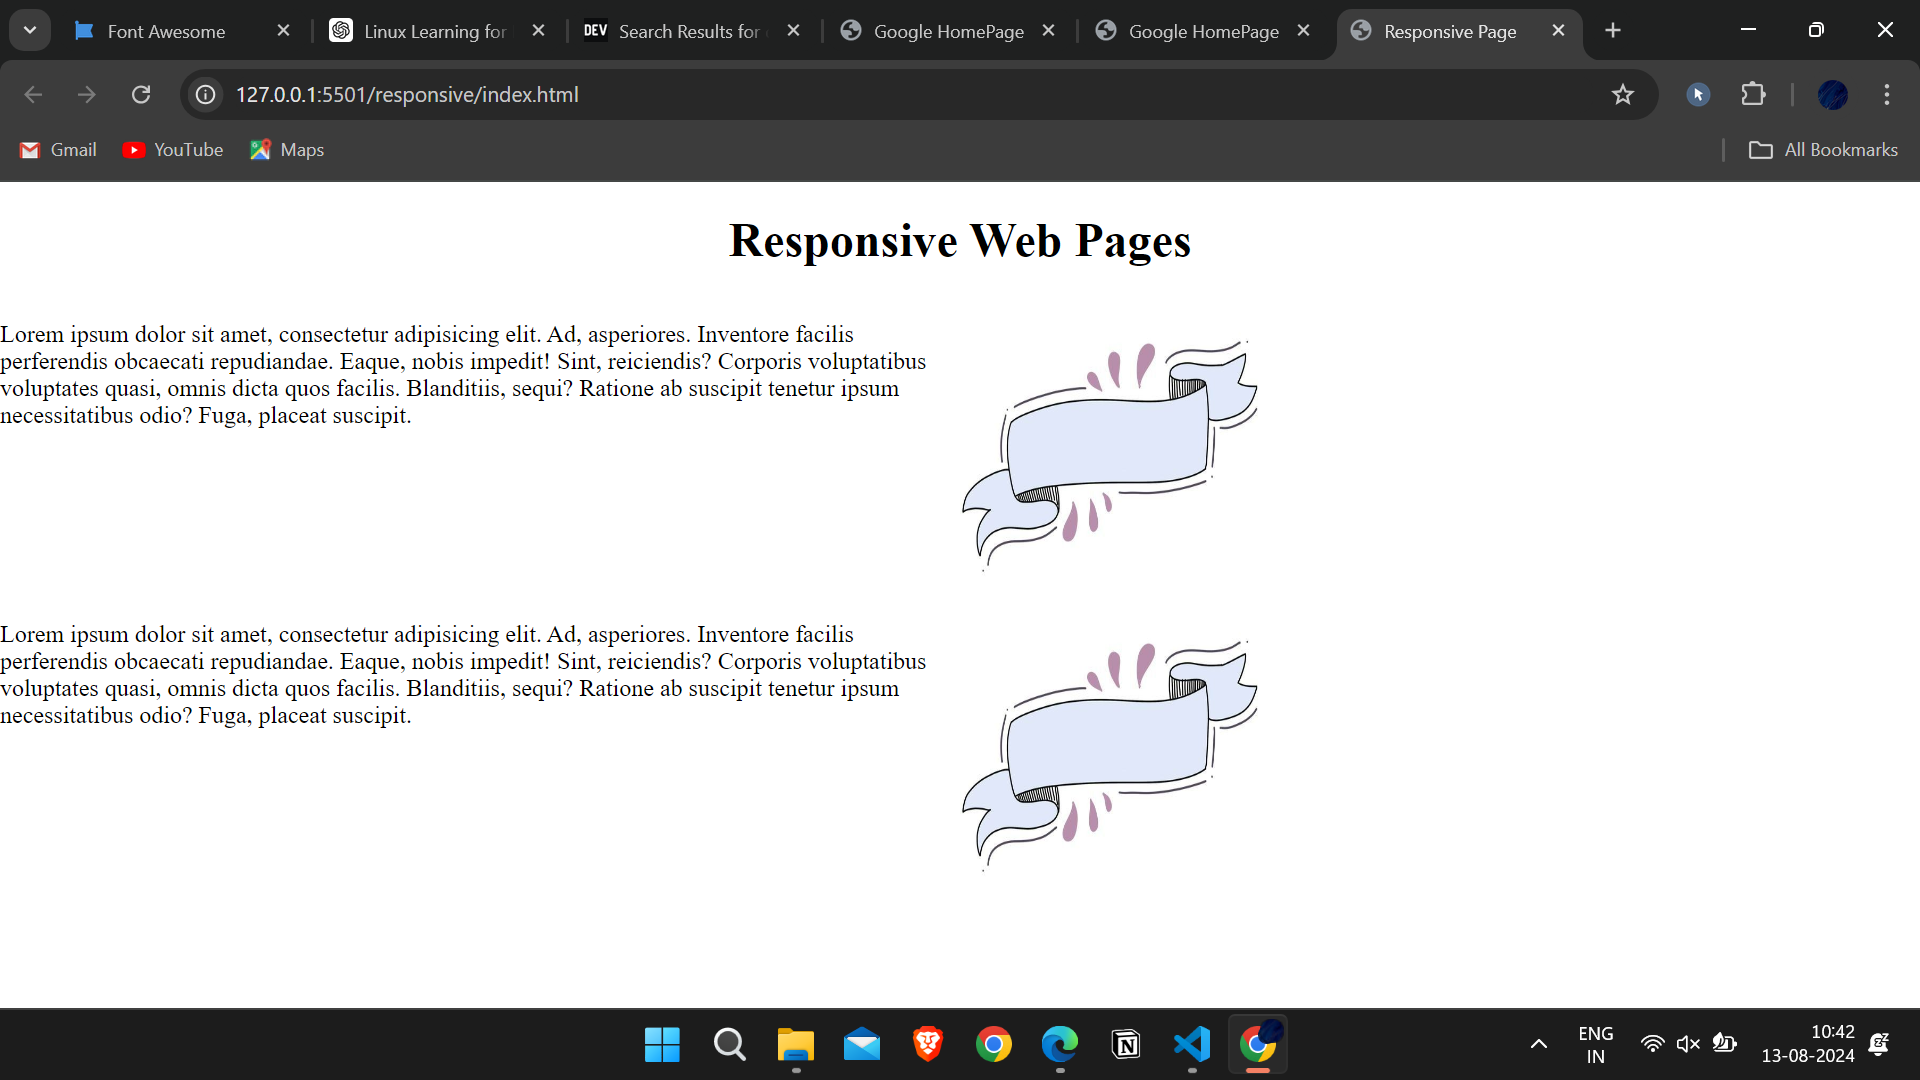 Font Awesome
Linux Learning for
DEV Search Results for
Google HomePage
Google HomePage
Responsive Page
127.0.0.1:5501/responsive/index.html
Gmail
YouTube
Maps
All Bookmarks
Responsive Web Pages
Lorem ipsum dolor sit amet, consectetur adipisicing elit. Ad, asperiores. Inventore facilis
perferendis obcaecati repudiandae. Eaque, nobis impedit! Sint, reiciendis? Corporis voluptatibus
voluptates quasi, omnis dicta quos facilis. Blanditiis, sequi? Ratione ab suscipit tenetur ipsum
necessitatibus odio? Fuga, placeat suscipit.
Lorem ipsum dolor sit amet, consectetur adipisicing elit. Ad, asperiores. Inventore facilis
perferendis obcaecati repudiandae. Eaque, nobis impedit! Sint, reiciendis? Corporis voluptatibus
voluptates quasi, omnis dicta quos facilis. Blanditiis, sequi? Ratione ab suscipit tenetur ipsum
necessitatibus odio? Fuga, placeat suscipit.
ENG
IN
10:42
13-08-2024